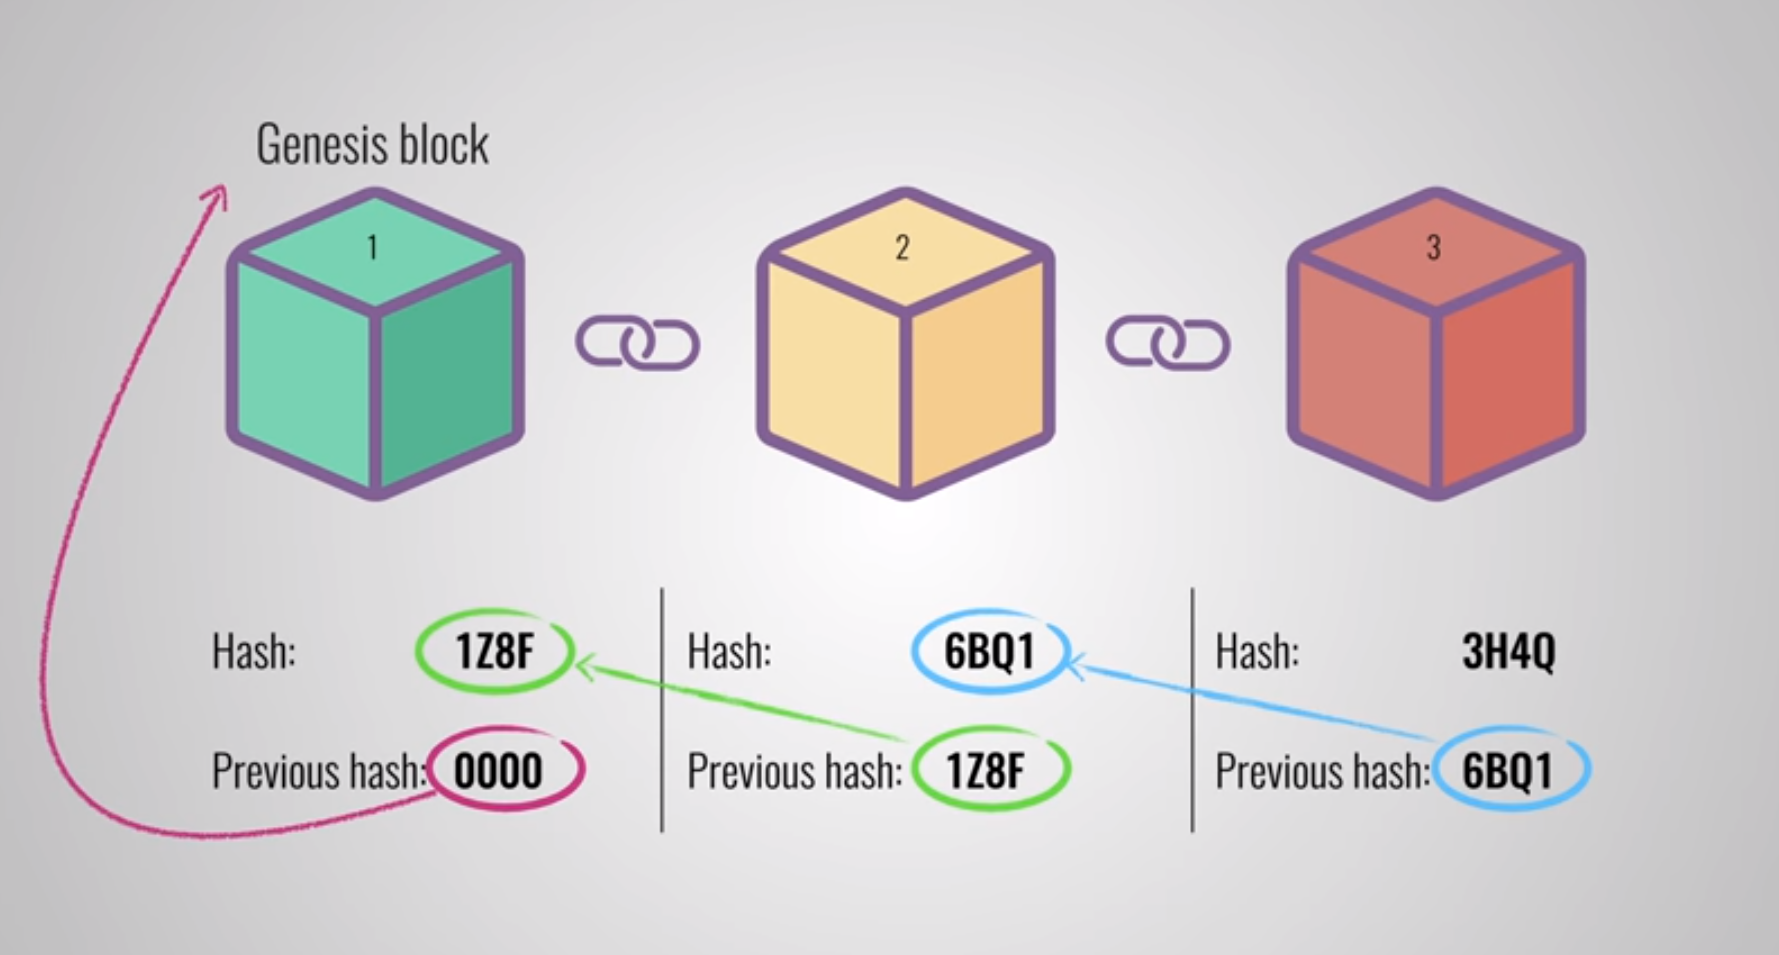 Genesis block
1
2
3
Hash: 1Z8F
Previous hash: 0000
Hash: 6BQ1
Previous hash: 1Z8F
Hash: 3H4Q
Previous hash: 6BQ1